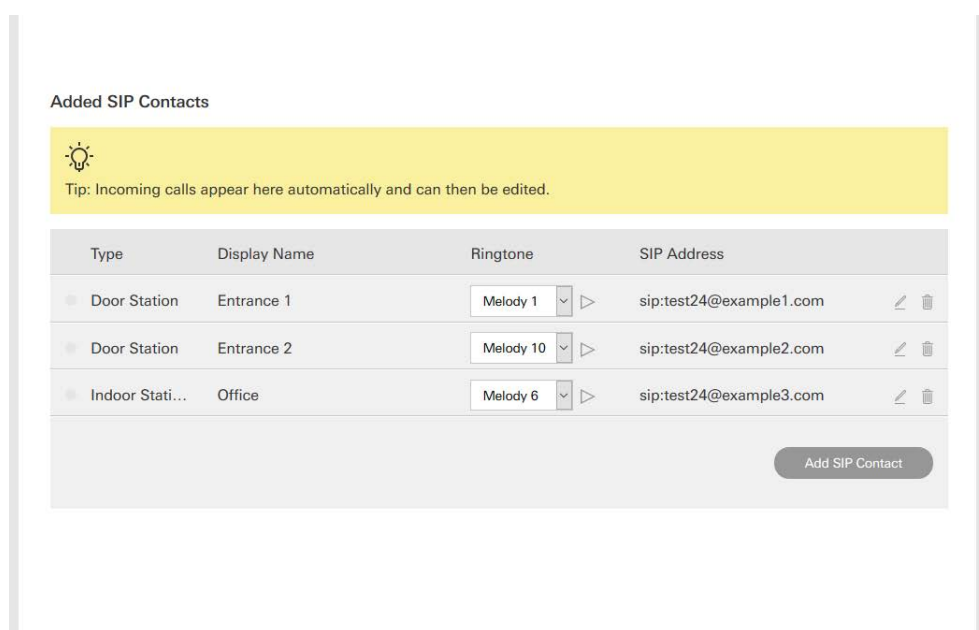 Added SIP Contacts
Tip: Incoming calls appear here automatically and can then be edited.
Type Display Name Ringtone SIP Address
Door Station Entrance 1 Melody 1 sip:test24@example1.com
Door Station Entrance 2 Melody 10 sip:test24@example2.com
Indoor Stati... Office Melody 6 sip:test24@example3.com
Add SIP Contact